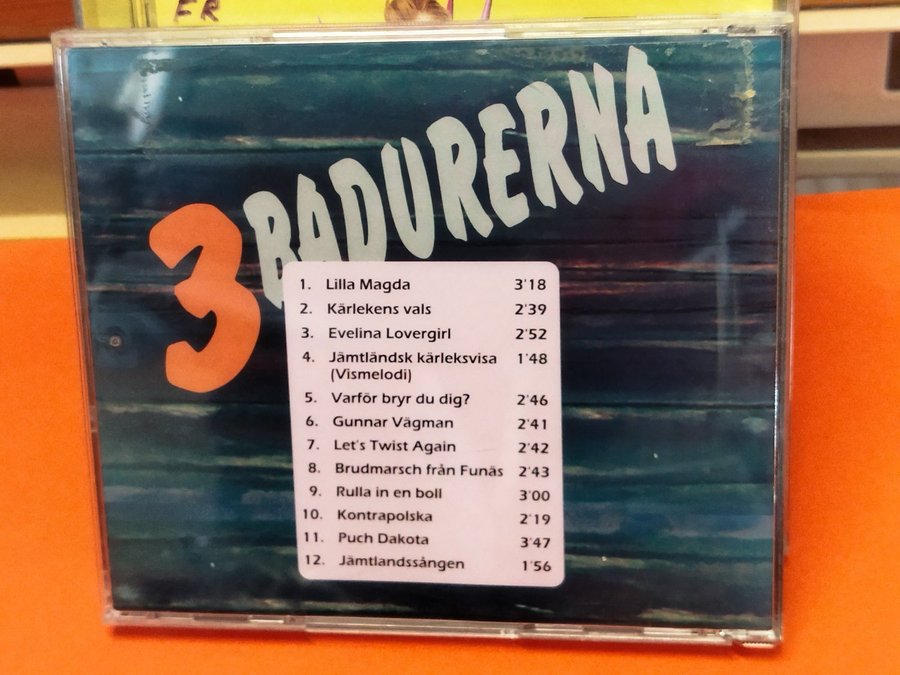 ER
3 BADURERNA
1. Lilla Magda 3'18
2. Kärlekens vals 2'39
3. Evelina Lovergirl 2'52
4. Jämtländsk kärleksvisa 1'48
(Vismelodi)
5. Varför bryr du dig? 2'46
6. Gunnar Vägman 2'41
7. Let's Twist Again 2'42
8. Brudmarsch från Funäs 2'43
9. Rulla in en boll 3'00
10. Kontrapolska 2'19
11. Puch Dakota 3'47
12. Jämtlandssången 1'56